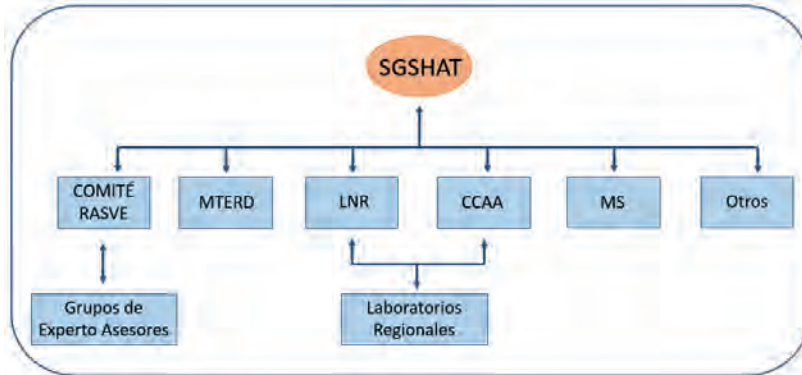 SGSHAT
COMITÉ
RASVE
MTERD
LNR
CCAA
MS
Otros
Grupos de
Experto Asesores
Laboratorios
Regionales